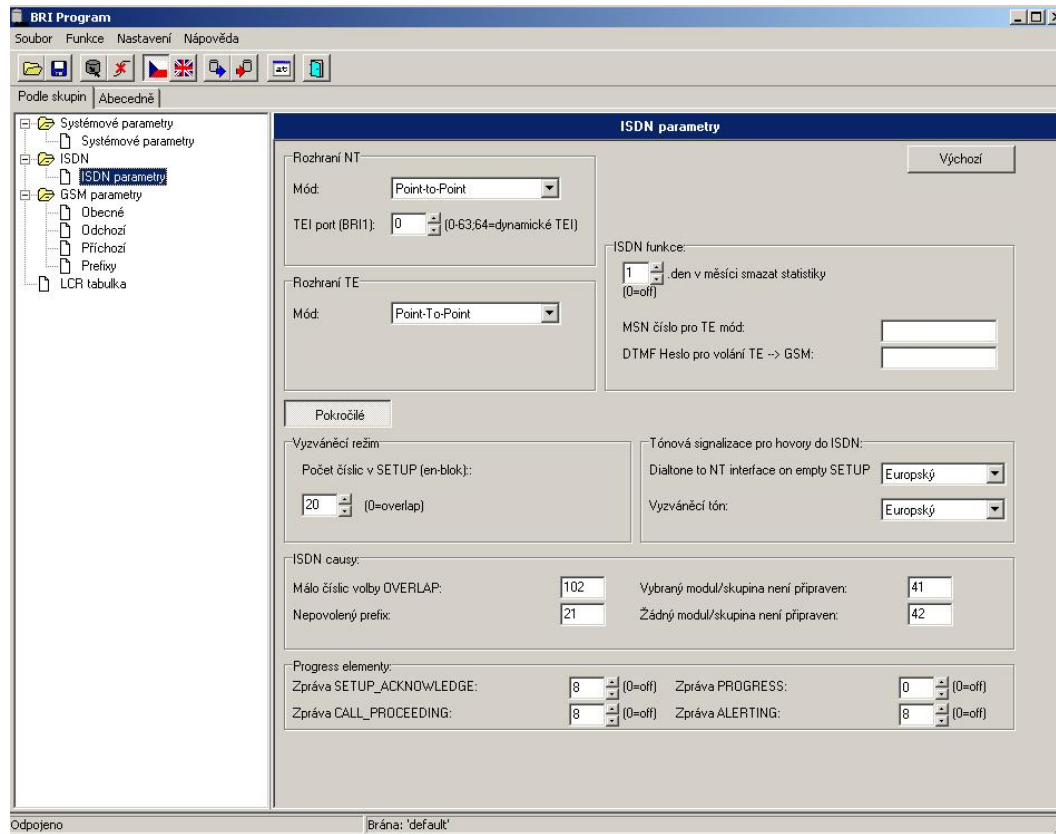 BRI Program
Soubor Funkce Nastavení Nápověda
at
Podle skupin Abecedně
Systémové parametry
Systémové parametry
ISDN
ISDN parametry
GSM parametry
Obecné
Odchozí
Příchozí
Prefixy
LCR tabulka
ISDN parametry
Výchozí
Rozhraní NT
Mód: Point-to-Point
TEI port (BRI1): 0 (0-63;64=dynamické TEI)
Rozhraní TE
Mód: Point-To-Point
ISDN funkce:
1 .den v měsíci smazat statistiky
(0=off)
MSN číslo pro TE mód:
DTMF Heslo pro volání TE --> GSM:
Pokročilé
Vyzváněcí režim
Počet číslic v SETUP (en-blok)::
20 (0=overlap)
Tónová signalizace pro hovory do ISDN:
Dialtone to NT interface on empty SETUP Europský
Vyzváněcí tón: Europský
ISDN causy:
Málo číslic volby OVERLAP: 102 Vybraný modul/skupina není připraven: 41
Nepovolený prefix: 21 Žádný modul/skupina není připraven: 42
Progress elementy:
Zpráva SETUP_ACKNOWLEDGE: 8 (0=off) Zpráva PROGRESS: 0 (0=off)
Zpráva CALL_PROCEEDING: 8 (0=off) Zpráva ALERTING: 8 (0=off)
Odpojeno Brána: 'default'